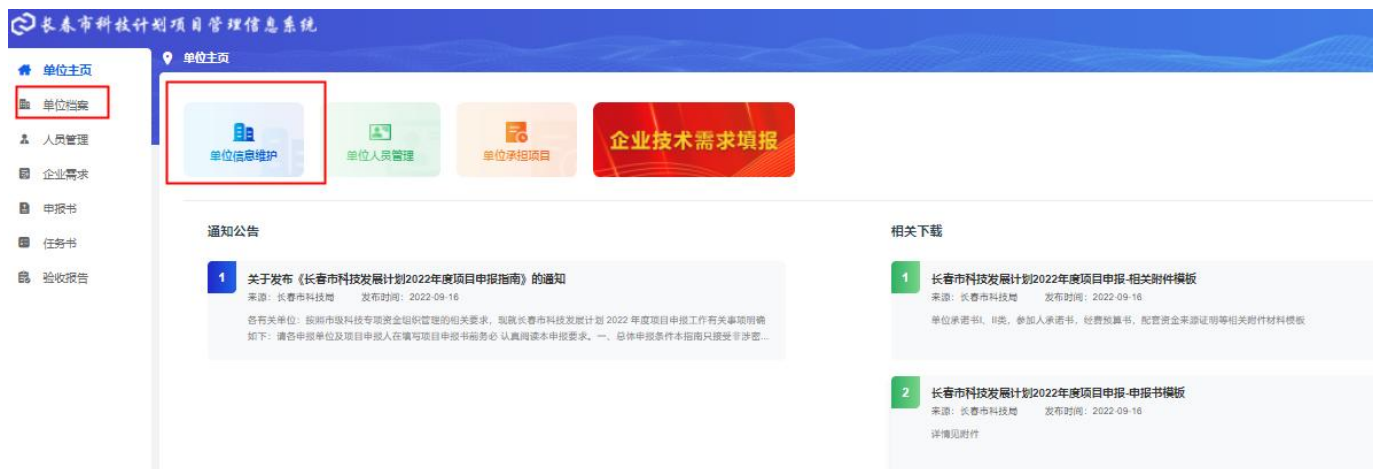 长春市科技计划项目管理信息系统
单位主页
单位档案
人员管理
企业需求
申报书
任务书
验收报告
单位主页
单位信息维护
单位人员管理
单位承担项目
企业技术需求填报
通知公告
1 关于发布《长春市科技发展计划2022年度项目申报指南》的通知
来源：长春市科技局 发布时间：2022-09-16
各有关单位：按照市级科技专项资金组织管理的相关要求，现就长春市科技发展计划 2022 年度项目申报工作有关事项明确
如下：请各申报单位及项目申报人在填写项目申报书前务必 认真阅读本申报要求。一、总体申报条件本指南只接受非涉密...
相关下载
1 长春市科技发展计划2022年度项目申报-相关附件模板
来源：长春市科技局 发布时间：2022-09-16
单位承诺书I、II类，参加人承诺书、经费预算书、配套资金来源证明等相关附件材料模板
2 长春市科技发展计划2022年度项目申报-申报书模板
来源：长春市科技局 发布时间：2022-09-16
详情见附件